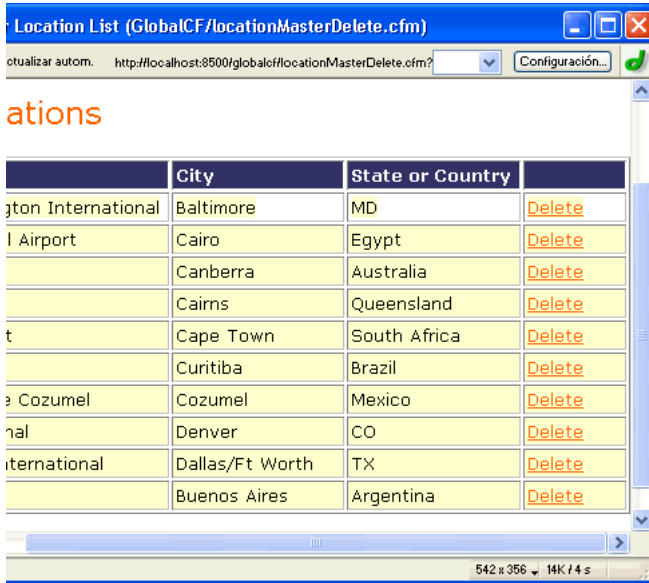 Location List (GlobalCF/locationMasterDelete.cfm)
ctualizar autom. http://localhost:8500/globalcf/locationMasterDelete.cfm? Configuración...
ations
City State or Country
gton International Baltimore MD Delete
l Airport Cairo Egypt Delete
Canberra Australia Delete
Cairns Queensland Delete
t Cape Town South Africa Delete
Curitiba Brazil Delete
e Cozumel Cozumel Mexico Delete
nal Denver CO Delete
ternational Dallas/Ft Worth TX Delete
Buenos Aires Argentina Delete
542 x 356 14K / 4 s